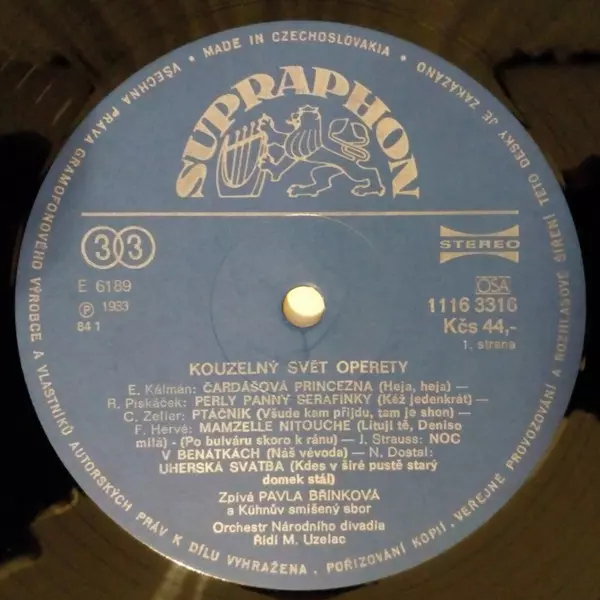 VŠECHNA PRÁVA GRAMOFONOVÉHO VÝROBCE A VLASTNÍKŮ AUTORSKÝCH PRÁV K DÍLU VYHRAŽENA. POŘIZOVÁNÍ KOPIÍ, VEŘEJNÉ PROVOZOVÁNÍ A ROZHLASOVÉ ŠÍŘENÍ TÉTO DESKY JE ZAKÁZÁNO • MADE IN CZECHOSLOVAKIA •
SUPRAPHON
33 STEREO
E 6189 OSA
Ⓟ 1933 1116 3316
84 1 Kčs 44,-
1. strana
KOUZELNÝ SVĚT OPERETY
E. Kálmán: ČARDÁŠOVÁ PRINCEZNA (Heja, heja) —
R. Piskáček: PERLY PANNY SERAFINKY (Kéž jedenkrát) —
C. Zeller: PTÁČNÍK (Všude kam přijdu, tam je shon) —
F. Hervé: MAMZELLE NITOUCHE (Lituji tě, Deniso
milá) - (Po bulváru skoro k ránu) — J. Strauss: NOC
V BENÁTKÁCH (Náš vévoda) — N. Dostal:
UHERSKÁ SVATBA (Kdes v širé pustě starý
domek stál)
Zpívá PAVLA BŘÍNKOVÁ
a Kühnův smíšený sbor
Orchestr Národního divadla
Řídí M. Uzelac